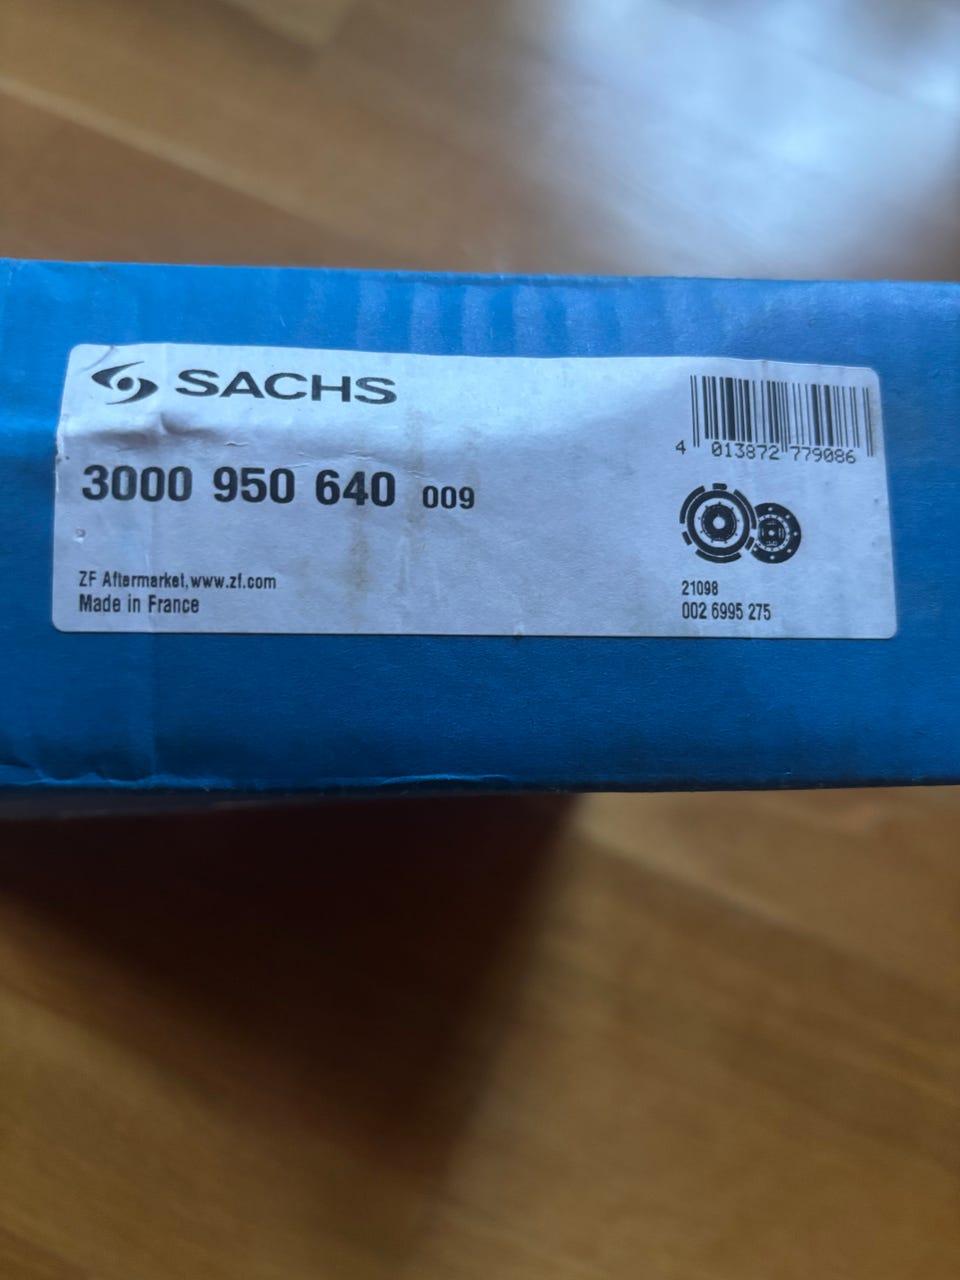 SACHS
4 013872 779086
3000 950 640 009
ZF Aftermarket, www.zf.com
Made in France
21098
002 6995 275